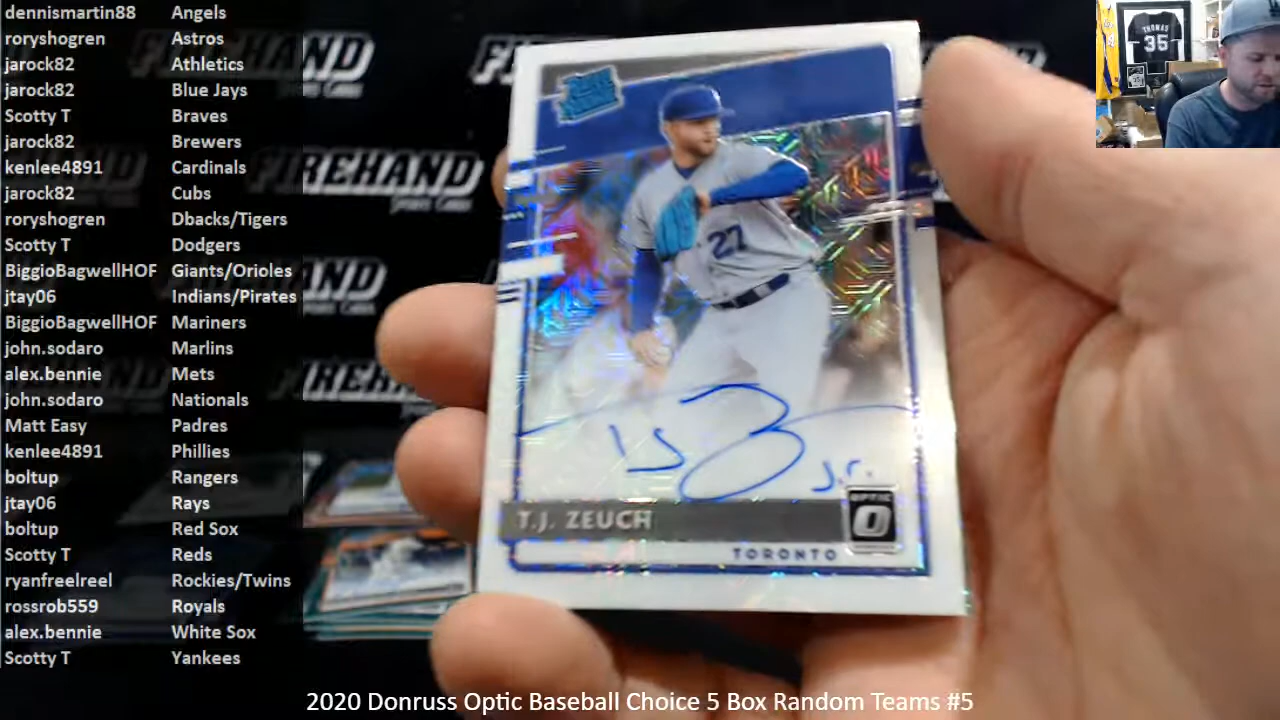 dennismartin88 Angels
roryshogren Astros
jarock82 Athletics
jarock82 Blue Jays
Scotty T Braves
jarock82 Brewers
kenlee4891 Cardinals
jarock82 Cubs
roryshogren Dbacks/Tigers
Scotty T Dodgers
BiggioBagwellHOF Giants/Orioles
jtay06 Indians/Pirates
BiggioBagwellHOF Mariners
john.sodaro Marlins
alex.bennie Mets
john.sodaro Nationals
Matt Easy Padres
kenlee4891 Phillies
boltup Rangers
jtay06 Rays
boltup Red Sox
Scotty T Reds
ryanfreelreel Rockies/Twins
rossrob559 Royals
alex.bennie White Sox
Scotty T Yankees
FIREHAND
FIREHAND
THOMAS
35
27
Jr.
T.J. ZEUCH
OPTIC
O
TORONTO
2020 Donruss Optic Baseball Choice 5 Box Random Teams #5